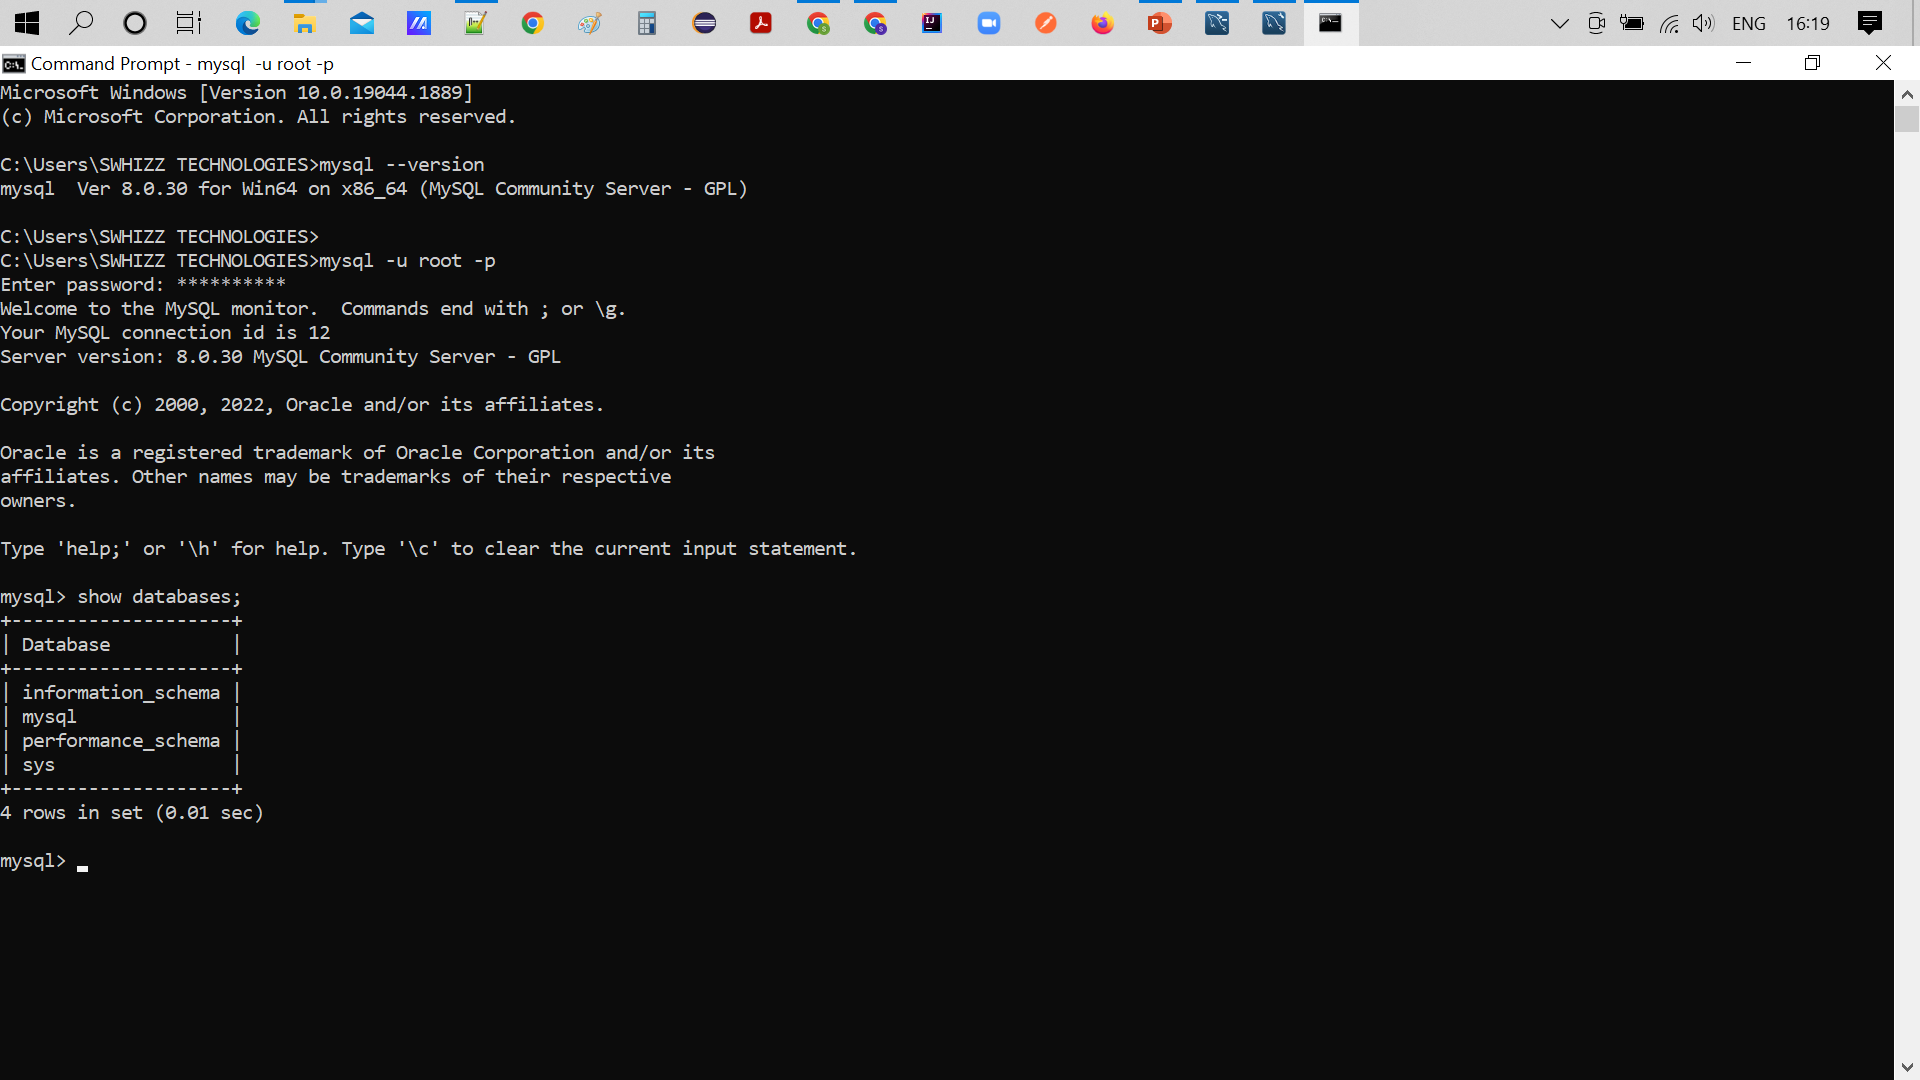 ENG 16:19
Command Prompt - mysql  -u root -p
Microsoft Windows [Version 10.0.19044.1889]
(c) Microsoft Corporation. All rights reserved.
C:\Users\SWHIZZ TECHNOLOGIES>mysql --version
mysql  Ver 8.0.30 for Win64 on x86_64 (MySQL Community Server - GPL)
C:\Users\SWHIZZ TECHNOLOGIES>
C:\Users\SWHIZZ TECHNOLOGIES>mysql -u root -p
Enter password: **********
Welcome to the MySQL monitor.  Commands end with ; or \g.
Your MySQL connection id is 12
Server version: 8.0.30 MySQL Community Server - GPL
Copyright (c) 2000, 2022, Oracle and/or its affiliates.
Oracle is a registered trademark of Oracle Corporation and/or its
affiliates. Other names may be trademarks of their respective
owners.
Type 'help;' or '\h' for help. Type '\c' to clear the current input statement.
mysql> show databases;
+--------------------+
| Database           |
+--------------------+
| information_schema |
| mysql              |
| performance_schema |
| sys                |
+--------------------+
4 rows in set (0.01 sec)
mysql> _